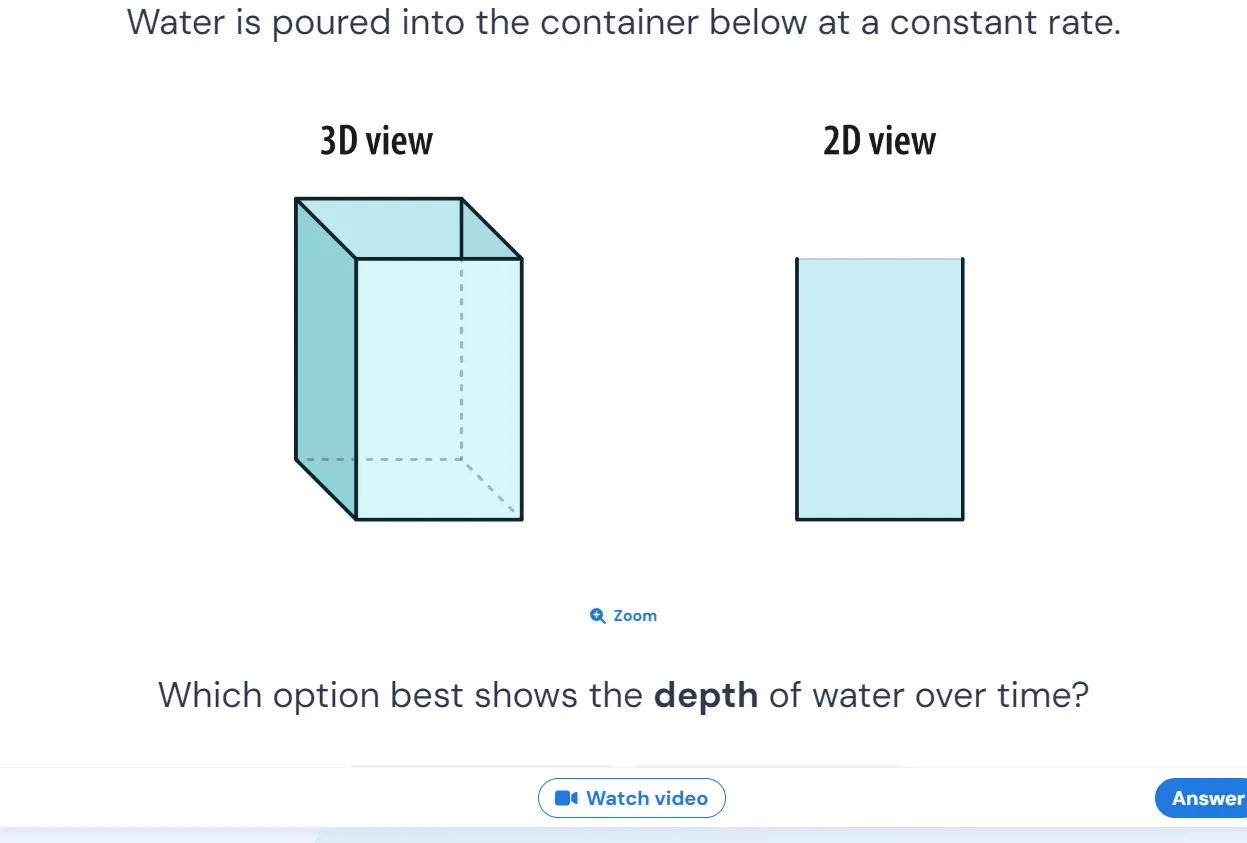 Water is poured into the container below at a constant rate.
3D view
2D view
Zoom
Which option best shows the depth of water over time?
Watch video
Answer